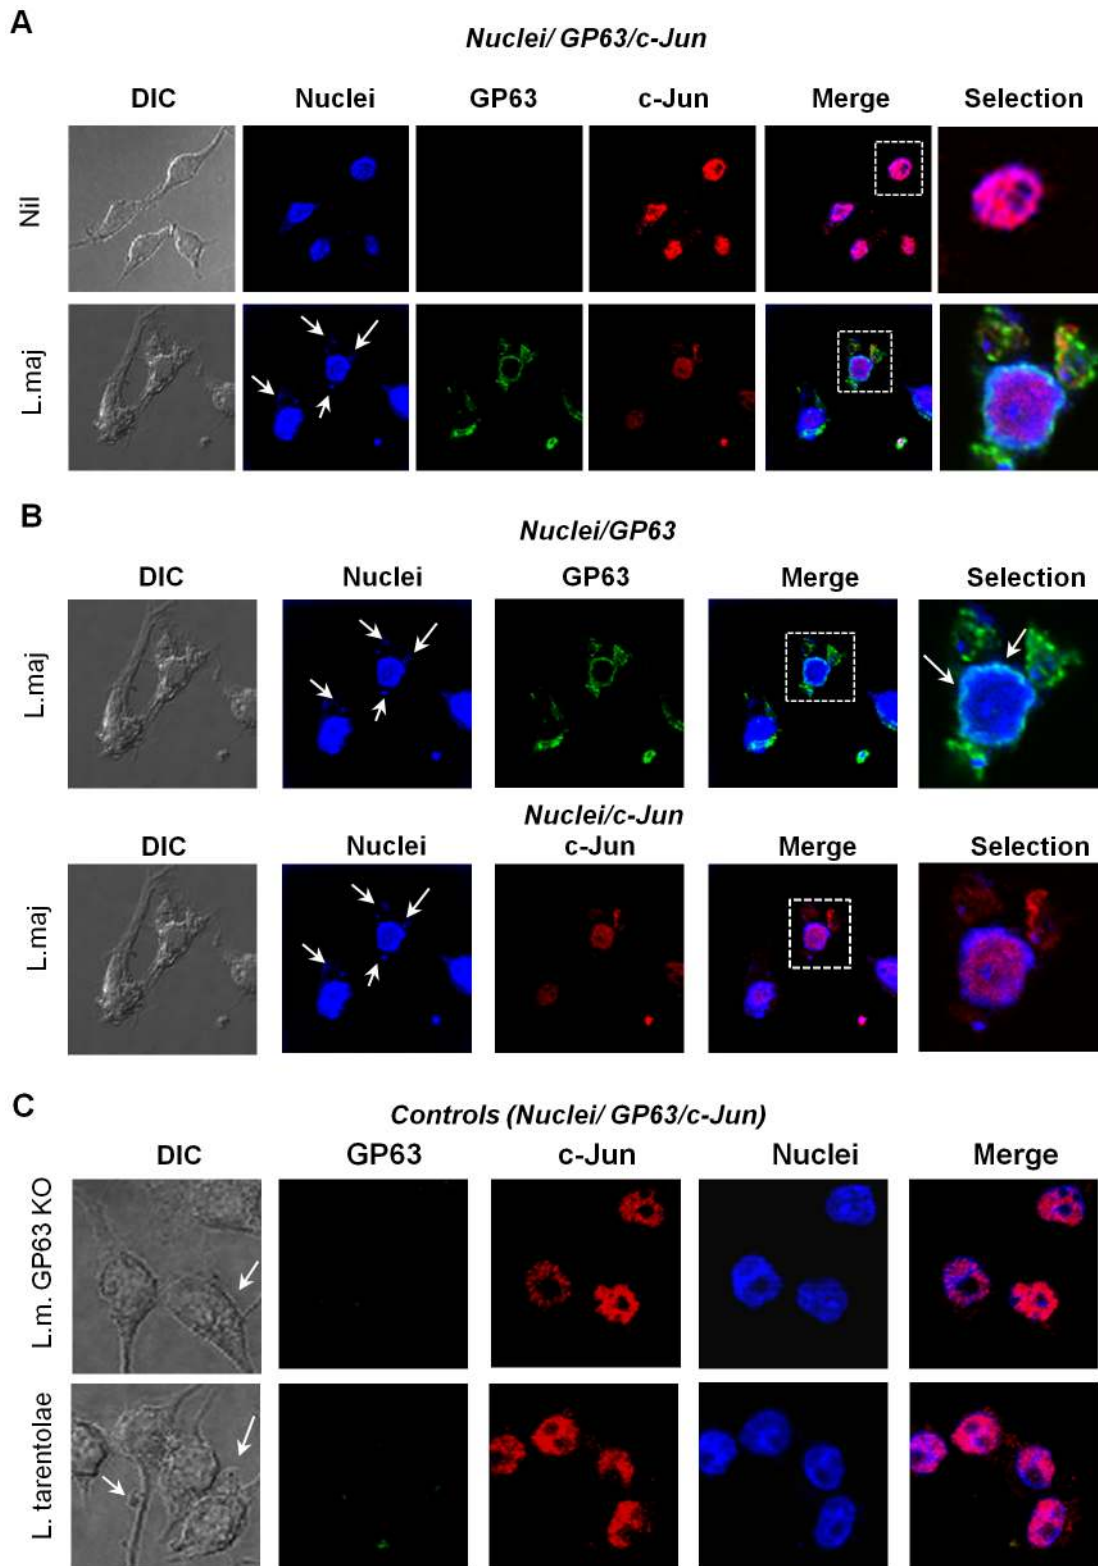 A
Nuclei/ GP63/c-Jun
DIC Nuclei GP63 c-Jun Merge Selection
Nil
L.maj
B
Nuclei/GP63
DIC Nuclei GP63 Merge Selection
L.maj
Nuclei/c-Jun
DIC Nuclei c-Jun Merge Selection
L.maj
C
Controls (Nuclei/ GP63/c-Jun)
DIC GP63 c-Jun Nuclei Merge
L.m. GP63 KO
L. tarentolae